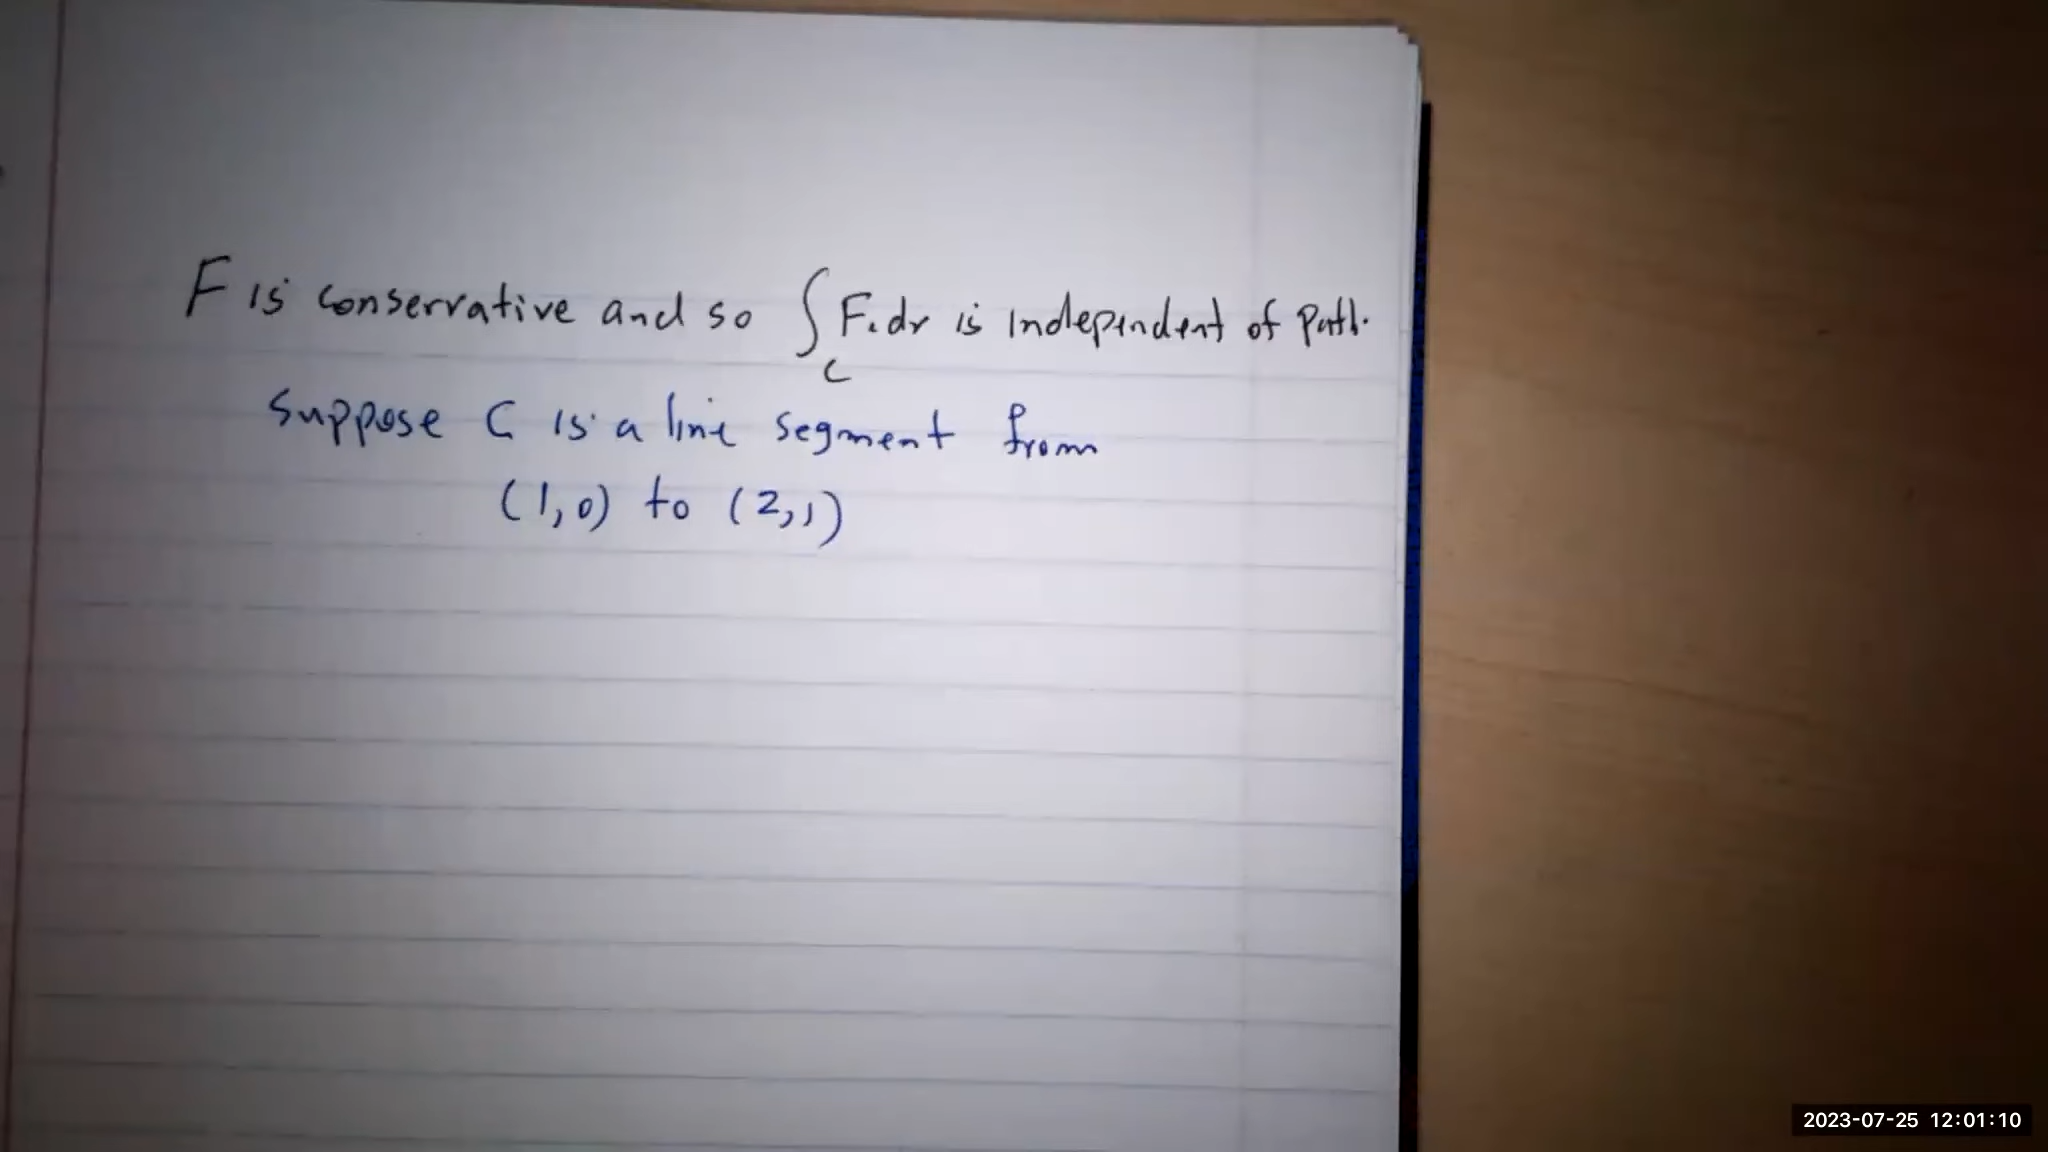 F is conservative and so ∫_C F.dr is independent of path.
Suppose C is a line segment from
(1,0) to (2,1)
2023-07-25 12:01:10